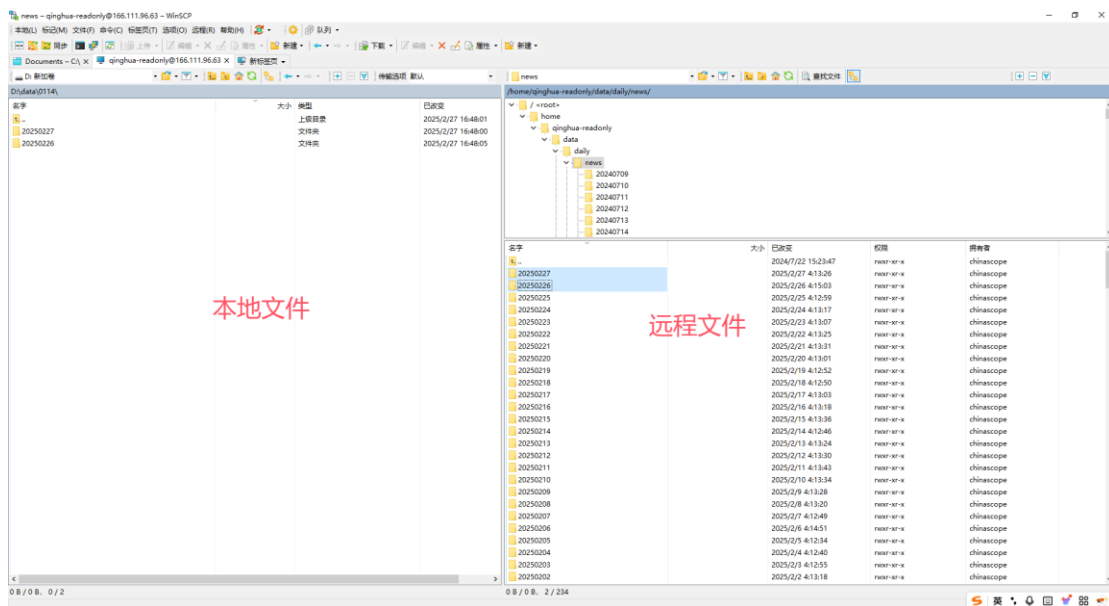 news – qinghua-readonly@166.111.96.63 – WinSCP
本地(L) 标记(M) 文件(F) 命令(C) 标签页(T) 选项(O) 远程(R) 帮助(H) 队列
同步 上传 编辑 属性 新建 下载 编辑 属性 新建
Documents – C:\ × qinghua-readonly@166.111.96.63 × 新标签页
D: 新加卷 传输选项 默认 news 查找文件
D:\data\0114\
名字 大小 类型 已改变
.. 上级目录 2025/2/27 16:48:01
20250227 文件夹 2025/2/27 16:48:00
20250226 文件夹 2025/2/27 16:48:05
本地文件
0 B / 0 B. 0 / 2
/home/qinghua-readonly/data/daily/news/
/ <root>
home
qinghua-readonly
data
daily
news
20240709
20240710
20240711
20240712
20240713
20240714
名字 大小 已改变 权限 拥有者
.. 2024/7/22 15:23:47 rwxr-xr-x chinascope
20250227 2025/2/27 4:13:26 rwxr-xr-x chinascope
20250226 2025/2/26 4:15:03 rwxr-xr-x chinascope
20250225 2025/2/25 4:12:59 rwxr-xr-x chinascope
20250224 2025/2/24 4:13:17 rwxr-xr-x chinascope
20250223 2025/2/23 4:13:07 rwxr-xr-x chinascope
20250222 2025/2/22 4:13:25 rwxr-xr-x chinascope
20250221 2025/2/21 4:13:31 rwxr-xr-x chinascope
20250220 2025/2/20 4:13:01 rwxr-xr-x chinascope
20250219 2025/2/19 4:12:52 rwxr-xr-x chinascope
20250218 2025/2/18 4:12:50 rwxr-xr-x chinascope
20250217 2025/2/17 4:13:03 rwxr-xr-x chinascope
20250216 2025/2/16 4:13:18 rwxr-xr-x chinascope
20250215 2025/2/15 4:13:36 rwxr-xr-x chinascope
20250214 2025/2/14 4:12:46 rwxr-xr-x chinascope
20250213 2025/2/13 4:13:24 rwxr-xr-x chinascope
20250212 2025/2/12 4:13:30 rwxr-xr-x chinascope
20250211 2025/2/11 4:13:43 rwxr-xr-x chinascope
20250210 2025/2/10 4:13:34 rwxr-xr-x chinascope
20250209 2025/2/9 4:13:28 rwxr-xr-x chinascope
20250208 2025/2/8 4:13:20 rwxr-xr-x chinascope
20250207 2025/2/7 4:12:49 rwxr-xr-x chinascope
20250206 2025/2/6 4:14:51 rwxr-xr-x chinascope
20250205 2025/2/5 4:12:34 rwxr-xr-x chinascope
20250204 2025/2/4 4:12:40 rwxr-xr-x chinascope
20250203 2025/2/3 4:12:55 rwxr-xr-x chinascope
20250202 2025/2/2 4:13:18 rwxr-xr-x chinascope
远程文件
0 B / 0 B. 2 / 234
英